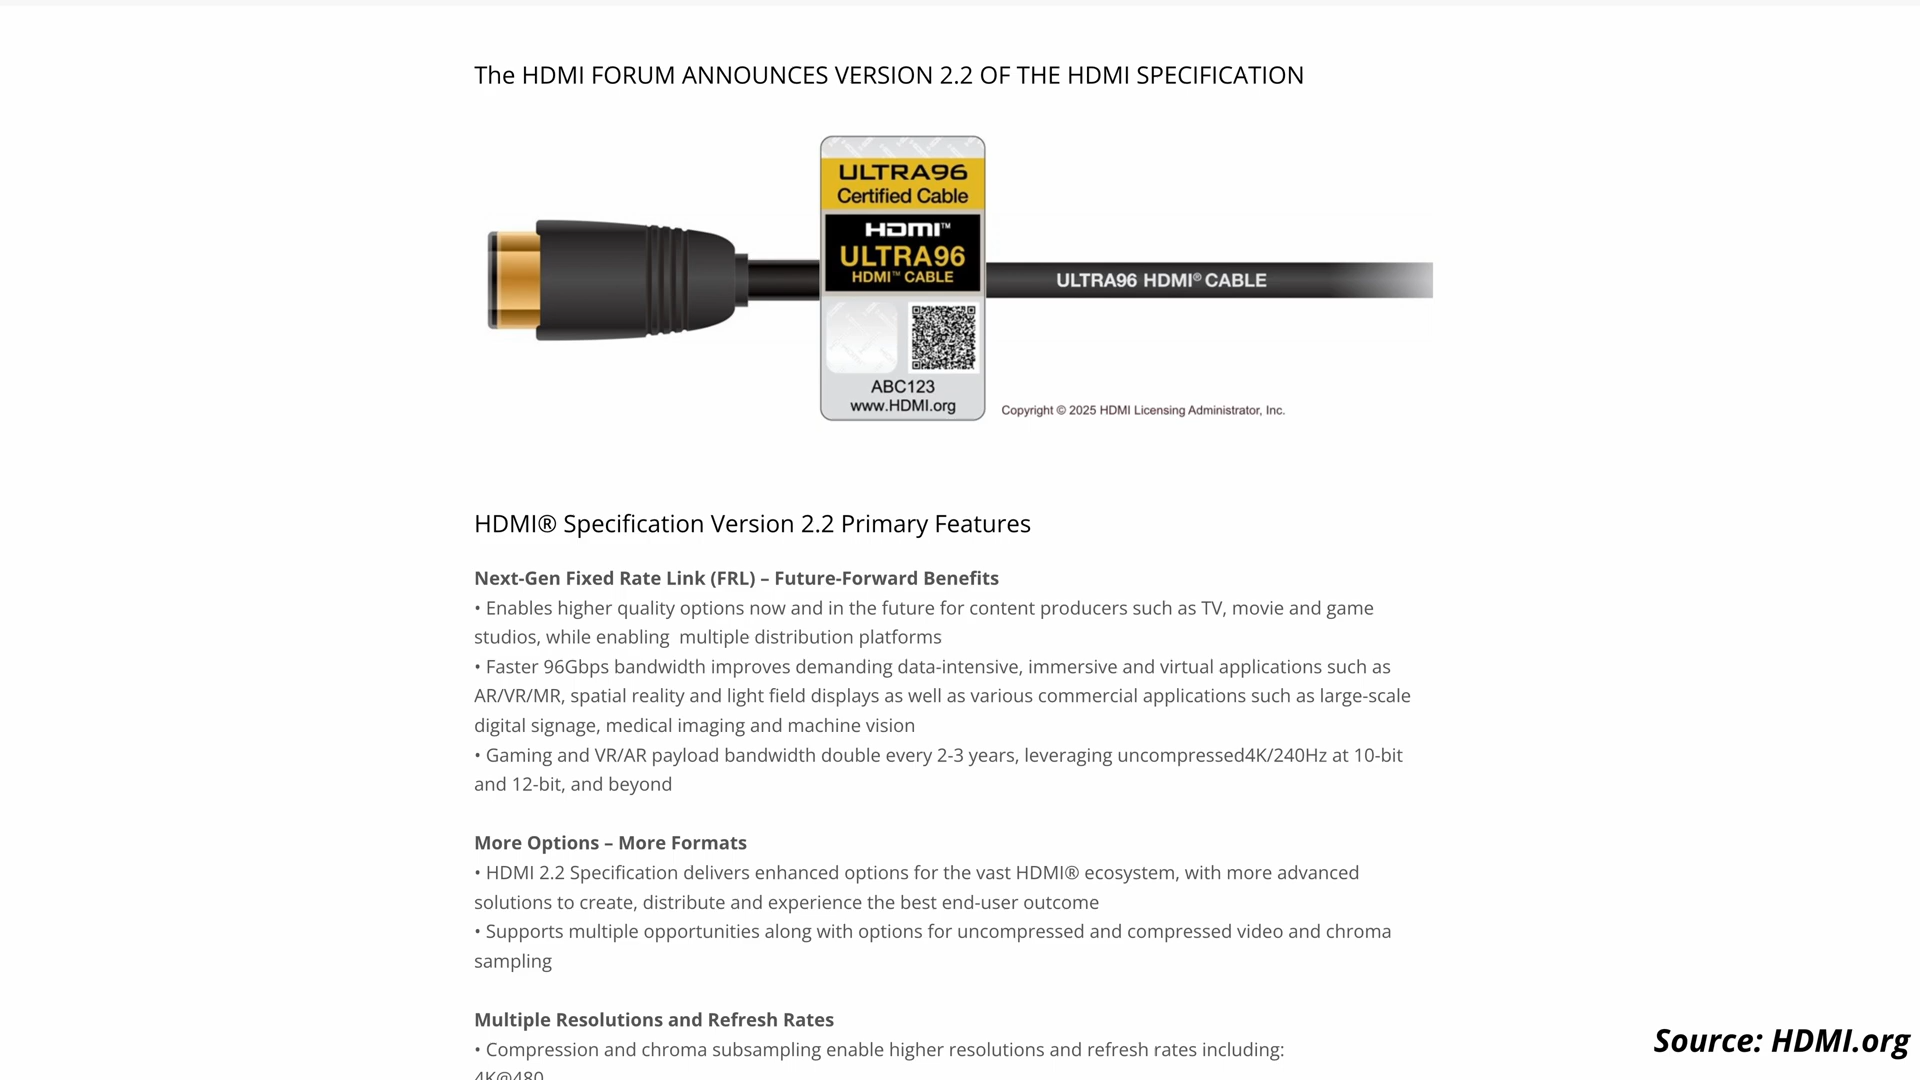 The HDMI FORUM ANNOUNCES VERSION 2.2 OF THE HDMI SPECIFICATION
ULTRA96
Certified Cable
HDMI™
ULTRA96
HDMI™ CABLE
ABC123
www.HDMI.org
ULTRA96 HDMI® CABLE
Copyright © 2025 HDMI Licensing Administrator, Inc.
HDMI® Specification Version 2.2 Primary Features
Next-Gen Fixed Rate Link (FRL) – Future-Forward Benefits
• Enables higher quality options now and in the future for content producers such as TV, movie and game
studios, while enabling  multiple distribution platforms
• Faster 96Gbps bandwidth improves demanding data-intensive, immersive and virtual applications such as
AR/VR/MR, spatial reality and light field displays as well as various commercial applications such as large-scale
digital signage, medical imaging and machine vision
• Gaming and VR/AR payload bandwidth double every 2-3 years, leveraging uncompressed4K/240Hz at 10-bit
and 12-bit, and beyond
More Options – More Formats
• HDMI 2.2 Specification delivers enhanced options for the vast HDMI® ecosystem, with more advanced
solutions to create, distribute and experience the best end-user outcome
• Supports multiple opportunities along with options for uncompressed and compressed video and chroma
sampling
Multiple Resolutions and Refresh Rates
• Compression and chroma subsampling enable higher resolutions and refresh rates including:
4K@480
Source: HDMI.org